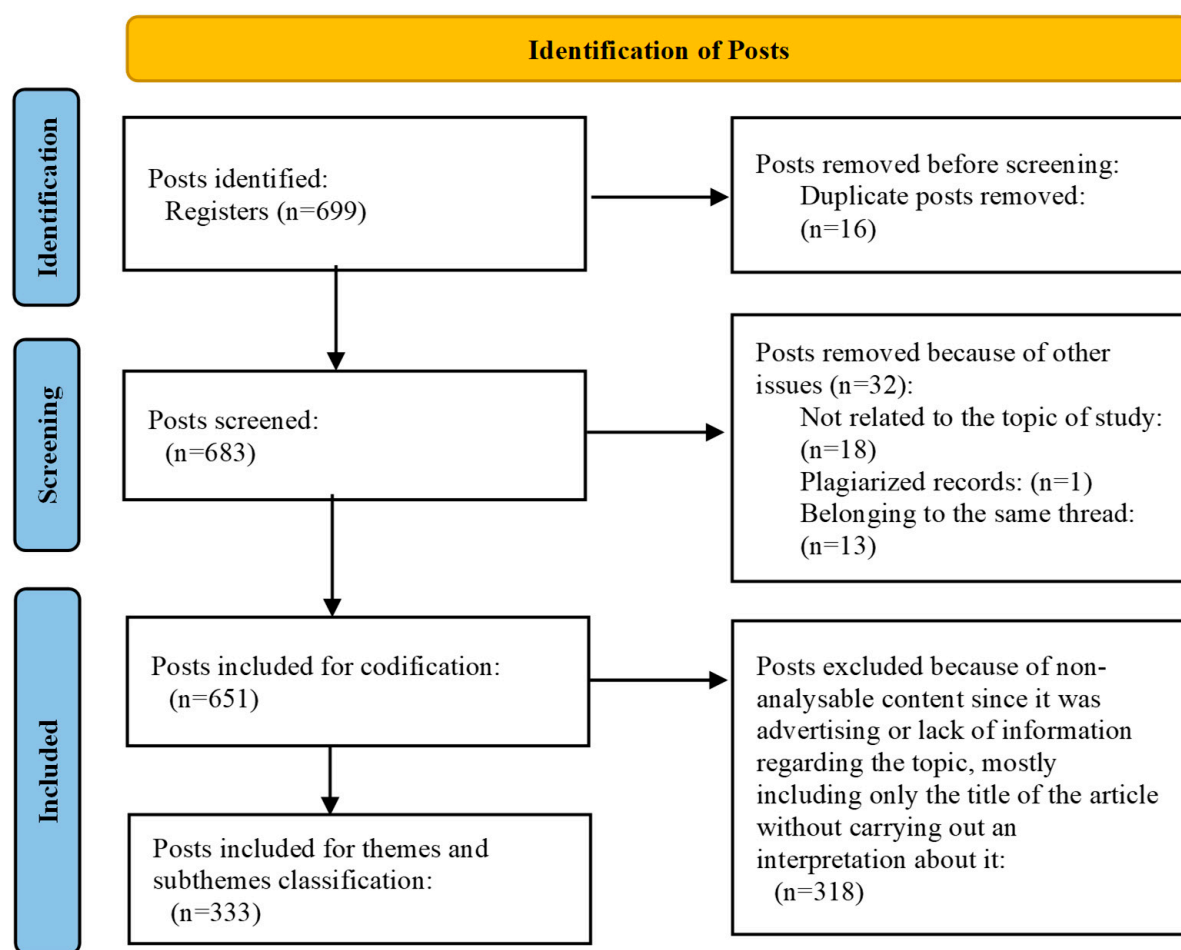 Identification of Posts
Identification
Posts identified:
Registers (n=699)
Posts removed before screening:
Duplicate posts removed:
(n=16)
Screening
Posts screened:
(n=683)
Posts removed because of other
issues (n=32):
Not related to the topic of study:
(n=18)
Plagiarized records: (n=1)
Belonging to the same thread:
(n=13)
Included
Posts included for codification:
(n=651)
Posts excluded because of non-
analysable content since it was
advertising or lack of information
regarding the topic, mostly
including only the title of the article
without carrying out an
interpretation about it:
(n=318)
Posts included for themes and
subthemes classification:
(n=333)